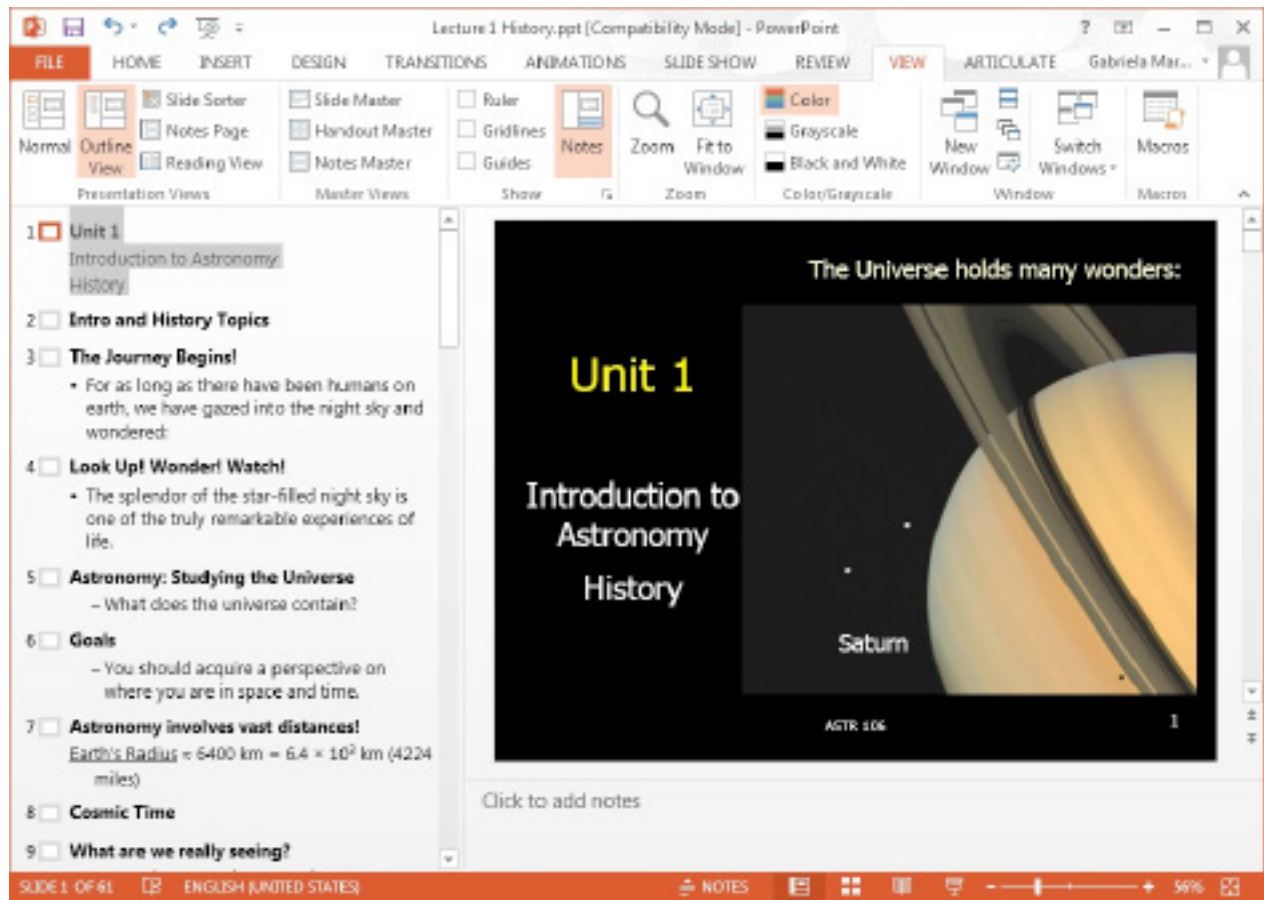 Lecture 1 History.ppt [Compatibility Mode] - PowerPoint
?
FILE HOME INSERT DESIGN TRANSITIONS ANIMATIONS SLIDE SHOW REVIEW VIEW ARTICULATE Gabriela Mar...
Normal
Outline
View
Slide Sorter
Notes Page
Reading View
Presentation Views
Slide Master
Handout Master
Notes Master
Master Views
Ruler
Gridlines
Guides
Notes
Show
Zoom
Fit to
Window
Zoom
Color
Grayscale
Black and White
Color/Grayscale
New
Window
Switch
Windows
Window
Macros
Macros
1 Unit 1
Introduction to Astronomy
History
2 Intro and History Topics
3 The Journey Begins!
• For as long as there have been humans on
earth, we have gazed into the night sky and
wondered:
4 Look Up! Wonder! Watch!
• The splendor of the star-filled night sky is
one of the truly remarkable experiences of
life.
5 Astronomy: Studying the Universe
– What does the universe contain?
6 Goals
– You should acquire a perspective on
where you are in space and time.
7 Astronomy involves vast distances!
Earth's Radius ≈ 6400 km = 6.4 × 10³ km (4224
miles)
8 Cosmic Time
9 What are we really seeing?
The Universe holds many wonders:
Unit 1
Introduction to
Astronomy
History
Saturn
ASTR 106
1
Click to add notes
SLIDE 1 OF 61 ENGLISH (UNITED STATES) NOTES 56%